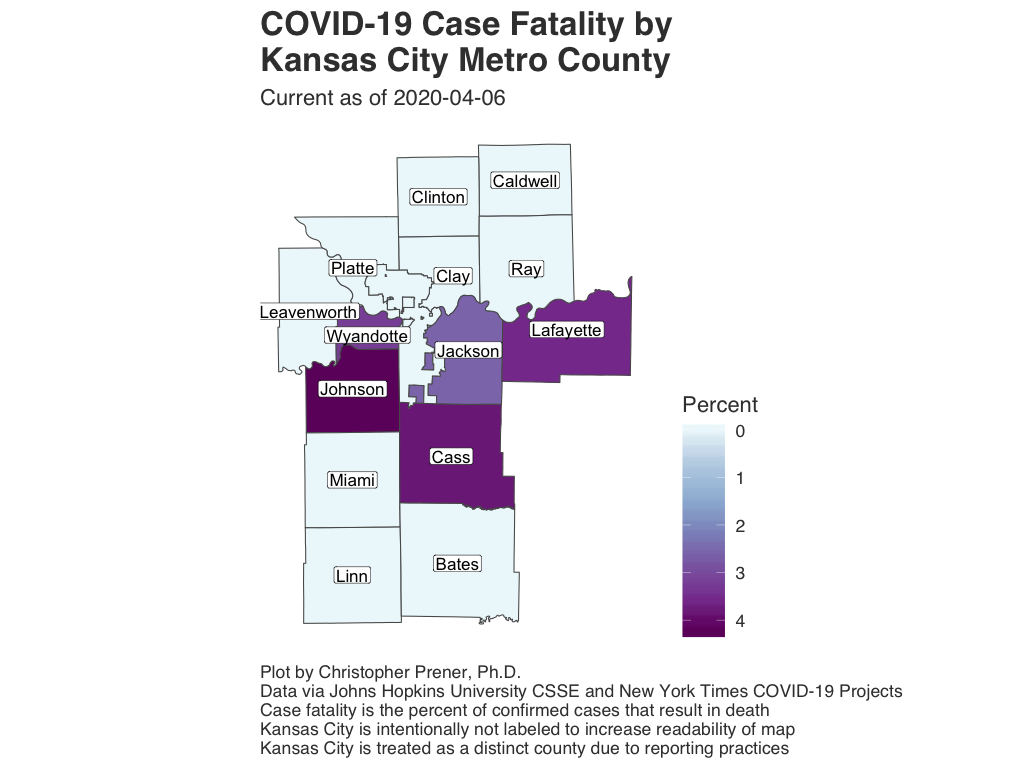 COVID-19 Case Fatality by
Kansas City Metro County
Current as of 2020-04-06
Caldwell
Clinton
Platte
Clay
Ray
Leavenworth
Wyandotte
Lafayette
Jackson
Johnson
Cass
Miami
Bates
Linn
Percent
0
1
2
3
4
Plot by Christopher Prener, Ph.D.
Data via Johns Hopkins University CSSE and New York Times COVID-19 Projects
Case fatality is the percent of confirmed cases that result in death
Kansas City is intentionally not labeled to increase readability of map
Kansas City is treated as a distinct county due to reporting practices